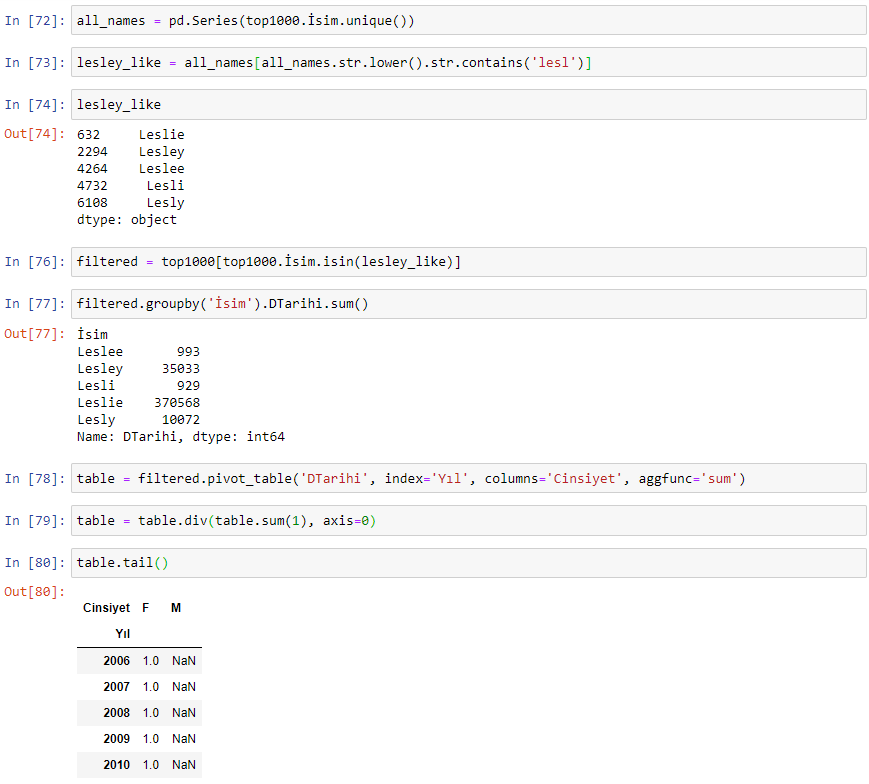 In [72]: all_names = pd.Series(top1000.İsim.unique())
In [73]: lesley_like = all_names[all_names.str.lower().str.contains('lesl')]
In [74]: lesley_like
Out[74]: 632     Leslie
2294    Lesley
4264    Leslee
4732     Lesli
6108     Lesly
dtype: object
In [76]: filtered = top1000[top1000.İsim.isin(lesley_like)]
In [77]: filtered.groupby('İsim').DTarihi.sum()
Out[77]: İsim
Leslee       993
Lesley     35033
Lesli        929
Leslie    370568
Lesly      10072
Name: DTarihi, dtype: int64
In [78]: table = filtered.pivot_table('DTarihi', index='Yıl', columns='Cinsiyet', aggfunc='sum')
In [79]: table = table.div(table.sum(1), axis=0)
In [80]: table.tail()
Out[80]:
Cinsiyet F M
Yıl
2006 1.0 NaN
2007 1.0 NaN
2008 1.0 NaN
2009 1.0 NaN
2010 1.0 NaN